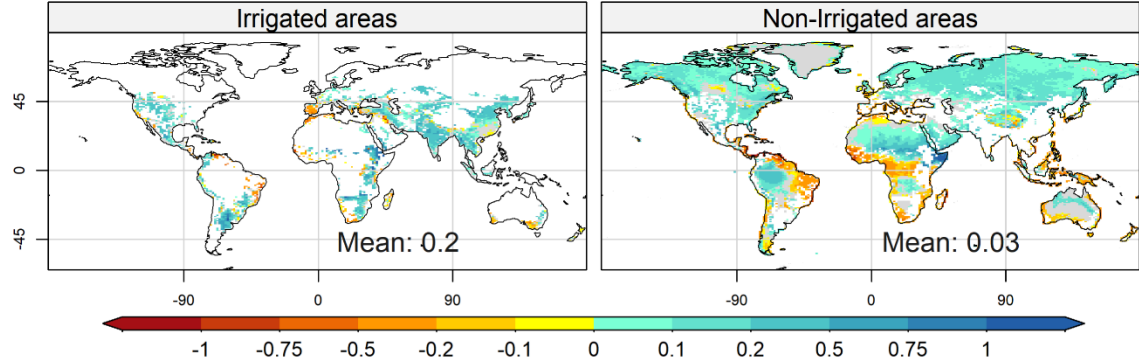 Irrigated areas
Non-Irrigated areas
45
0
-45
Mean: 0.2
Mean: 0.03
-90 0 90
-90 0 90
-1 -0.75 -0.5 -0.2 -0.1 0 0.1 0.2 0.5 0.75 1